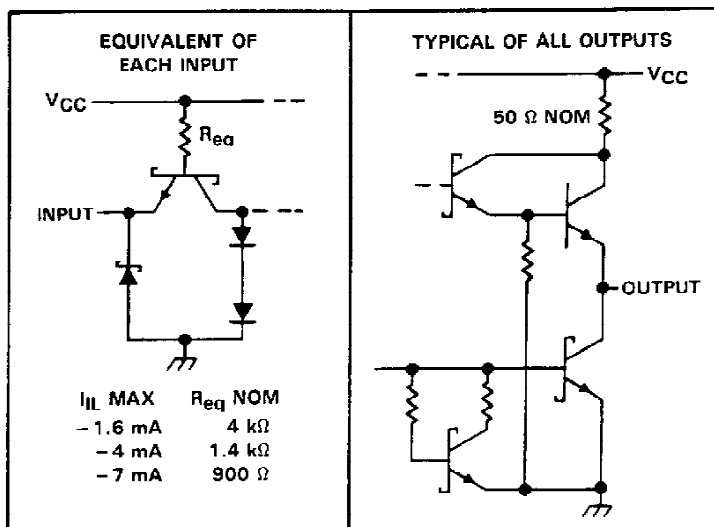 EQUIVALENT OF
EACH INPUT
VCC
Req
INPUT
IIL MAX Req NOM
−1.6 mA 4 kΩ
−4 mA 1.4 kΩ
−7 mA 900 Ω
TYPICAL OF ALL OUTPUTS
VCC
50 Ω NOM
OUTPUT